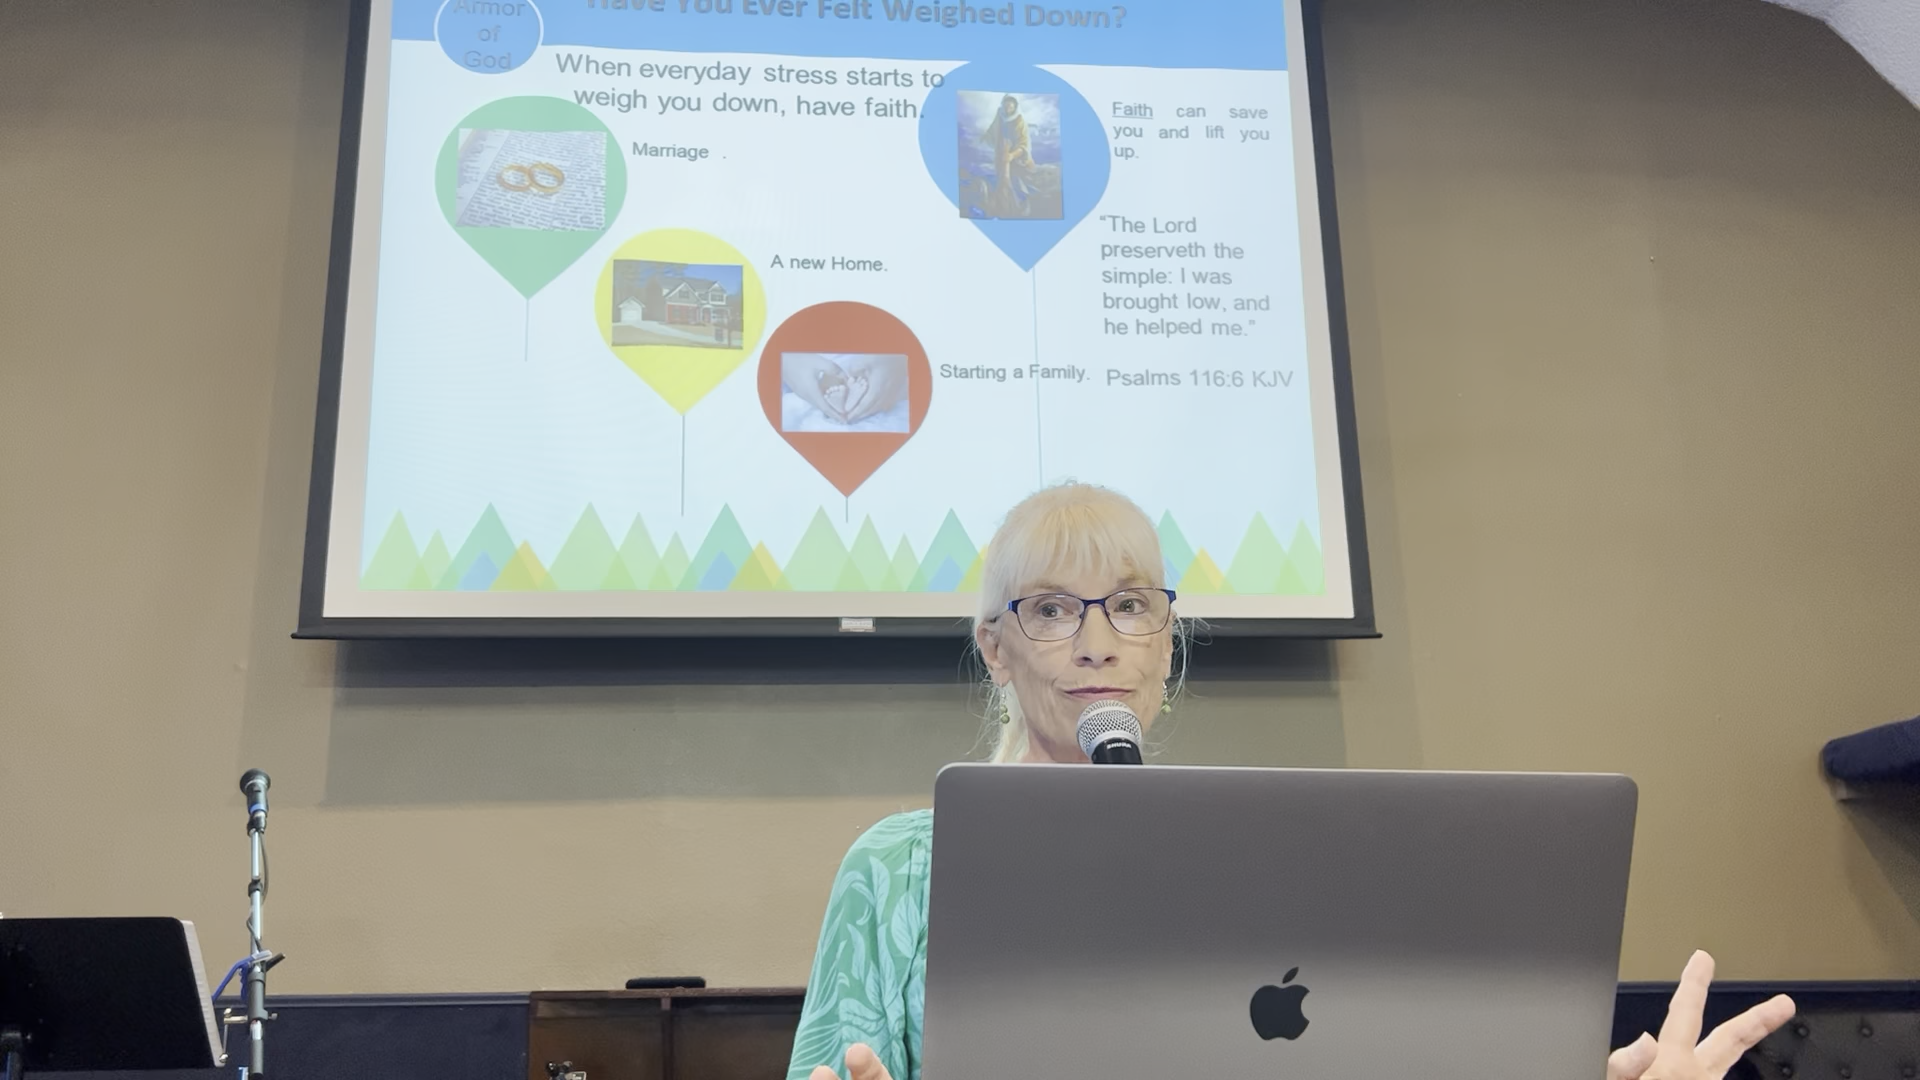 Armor
of
God
Have You Ever Felt Weighed Down?
When everyday stress starts to
weigh you down, have faith.
Marriage .
A new Home.
Starting a Family.
Faith can save
you and lift you
up.
“The Lord
preserveth the
simple: I was
brought low, and
he helped me.”
Psalms 116:6 KJV
SHURE